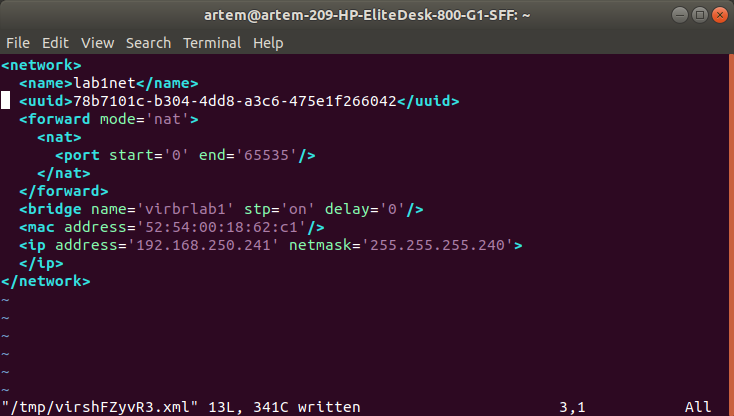 artem@artem-209-HP-EliteDesk-800-G1-SFF: ~
File Edit View Search Terminal Help
<network>
  <name>lab1net</name>
  <uuid>78b7101c-b304-4dd8-a3c6-475e1f266042</uuid>
  <forward mode='nat'>
    <nat>
      <port start='0' end='65535'/>
    </nat>
  </forward>
  <bridge name='virbrlab1' stp='on' delay='0'/>
  <mac address='52:54:00:18:62:c1'/>
  <ip address='192.168.250.241' netmask='255.255.255.240'>
  </ip>
</network>
~
~
~
~
~
~
"/tmp/virshFZyvR3.xml" 13L, 341C written 3,1 All